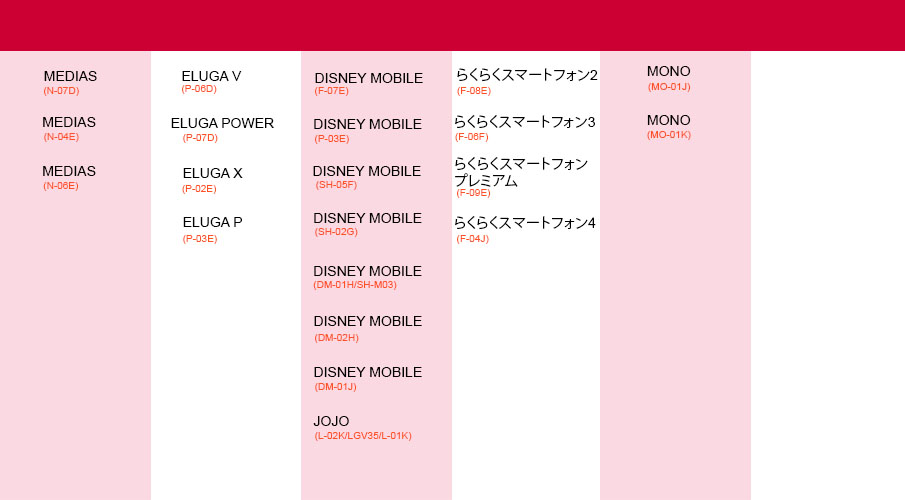 MEDIAS
(N-07D)
MEDIAS
(N-04E)
MEDIAS
(N-06E)
ELUGA V
(P-06D)
ELUGA POWER
(P-07D)
ELUGA X
(P-02E)
ELUGA P
(P-03E)
DISNEY MOBILE
(F-07E)
DISNEY MOBILE
(P-03E)
DISNEY MOBILE
(SH-05F)
DISNEY MOBILE
(SH-02G)
DISNEY MOBILE
(DM-01H/SH-M03)
DISNEY MOBILE
(DM-02H)
DISNEY MOBILE
(DM-01J)
JOJO
(L-02K/LGV35/L-01K)
らくらくスマートフォン2
(F-08E)
らくらくスマートフォン3
(F-06F)
らくらくスマートフォン
プレミアム
(F-09E)
らくらくスマートフォン4
(F-04J)
MONO
(MO-01J)
MONO
(MO-01K)